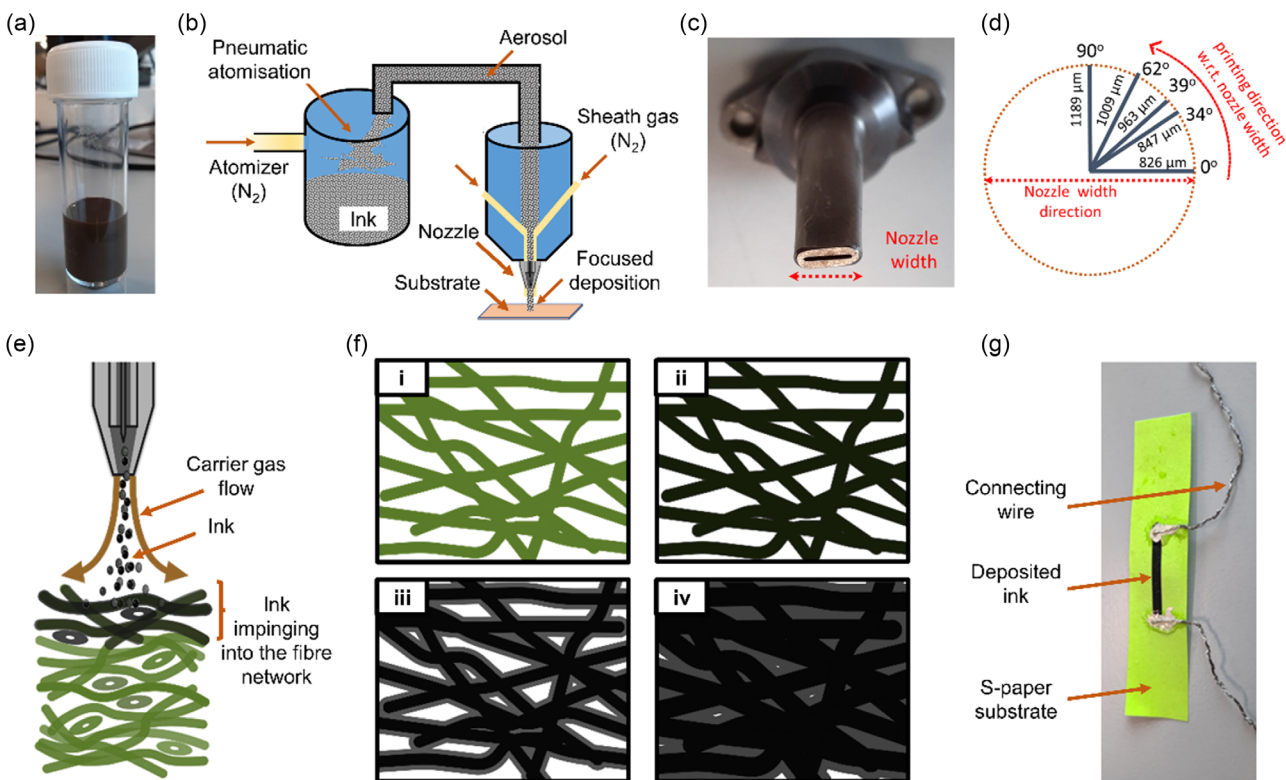 (a)
(b)
Pneumatic
atomisation
Aerosol
Sheath gas
(N2)
Atomizer
(N2)
Ink
Nozzle
Substrate
Focused
deposition
(c)
Nozzle
width
(d)
90°
62°
39°
34°
0°
1189 µm
1009 µm
963 µm
847 µm
826 µm
printing direction
w.r.t. nozzle width
Nozzle width
direction
(e)
Carrier gas
flow
Ink
Ink
impinging
into the fibre
network
(f)
i
ii
iii
iv
(g)
Connecting
wire
Deposited
ink
S-paper
substrate